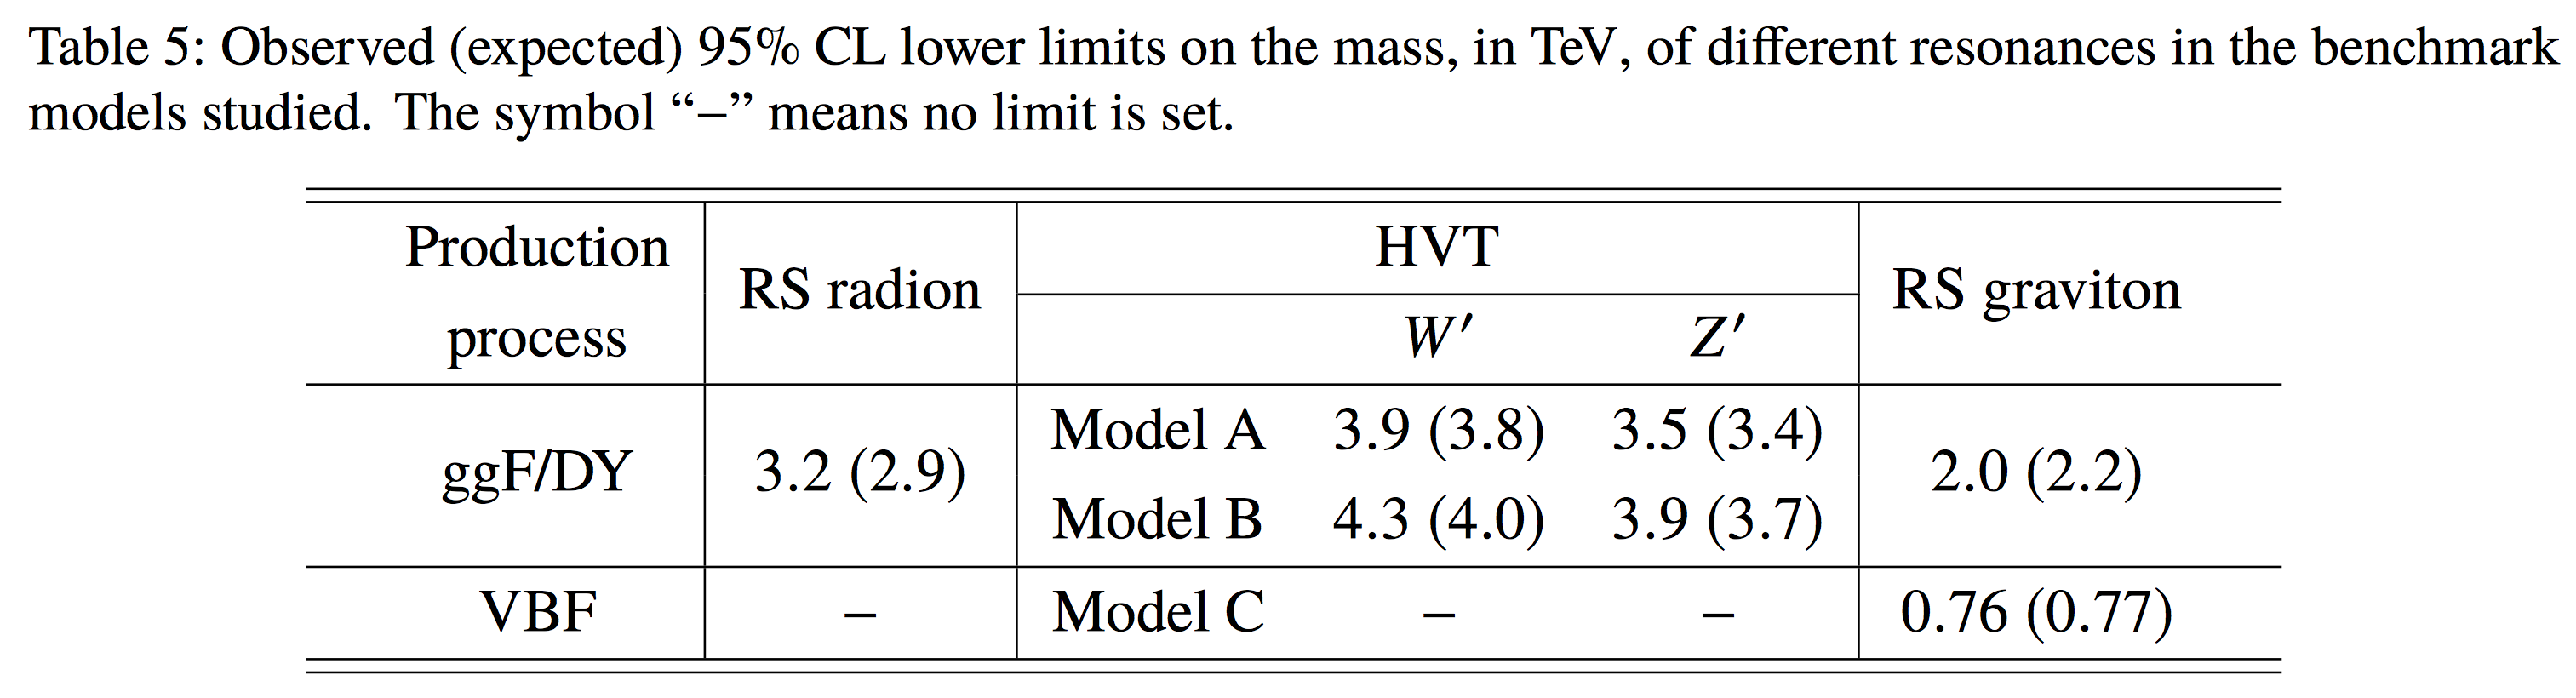 Table 5: Observed (expected) 95% CL lower limits on the mass, in TeV, of different resonances in the benchmark
models studied. The symbol “−” means no limit is set.
Production process RS radion HVT RS graviton
W′ Z′
ggF/DY 3.2 (2.9) Model A 3.9 (3.8) 3.5 (3.4) 2.0 (2.2)
Model B 4.3 (4.0) 3.9 (3.7)
VBF − Model C − − 0.76 (0.77)